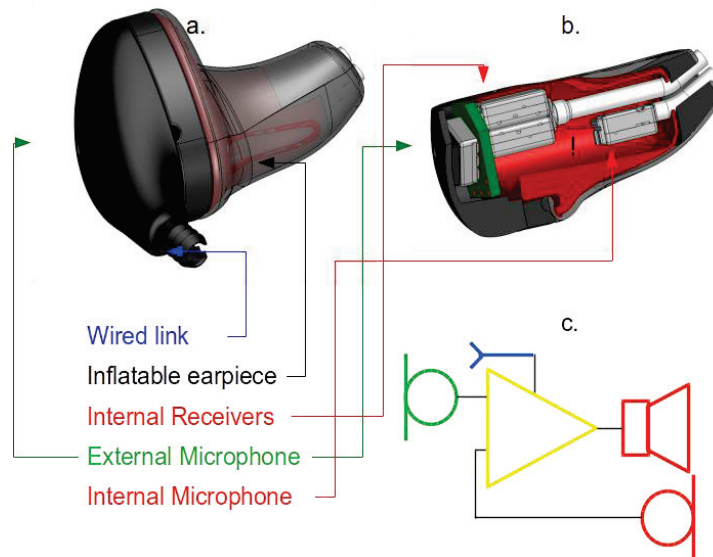 a.
b.
Wired link
Inflatable earpiece
Internal Receivers
External Microphone
Internal Microphone
c.